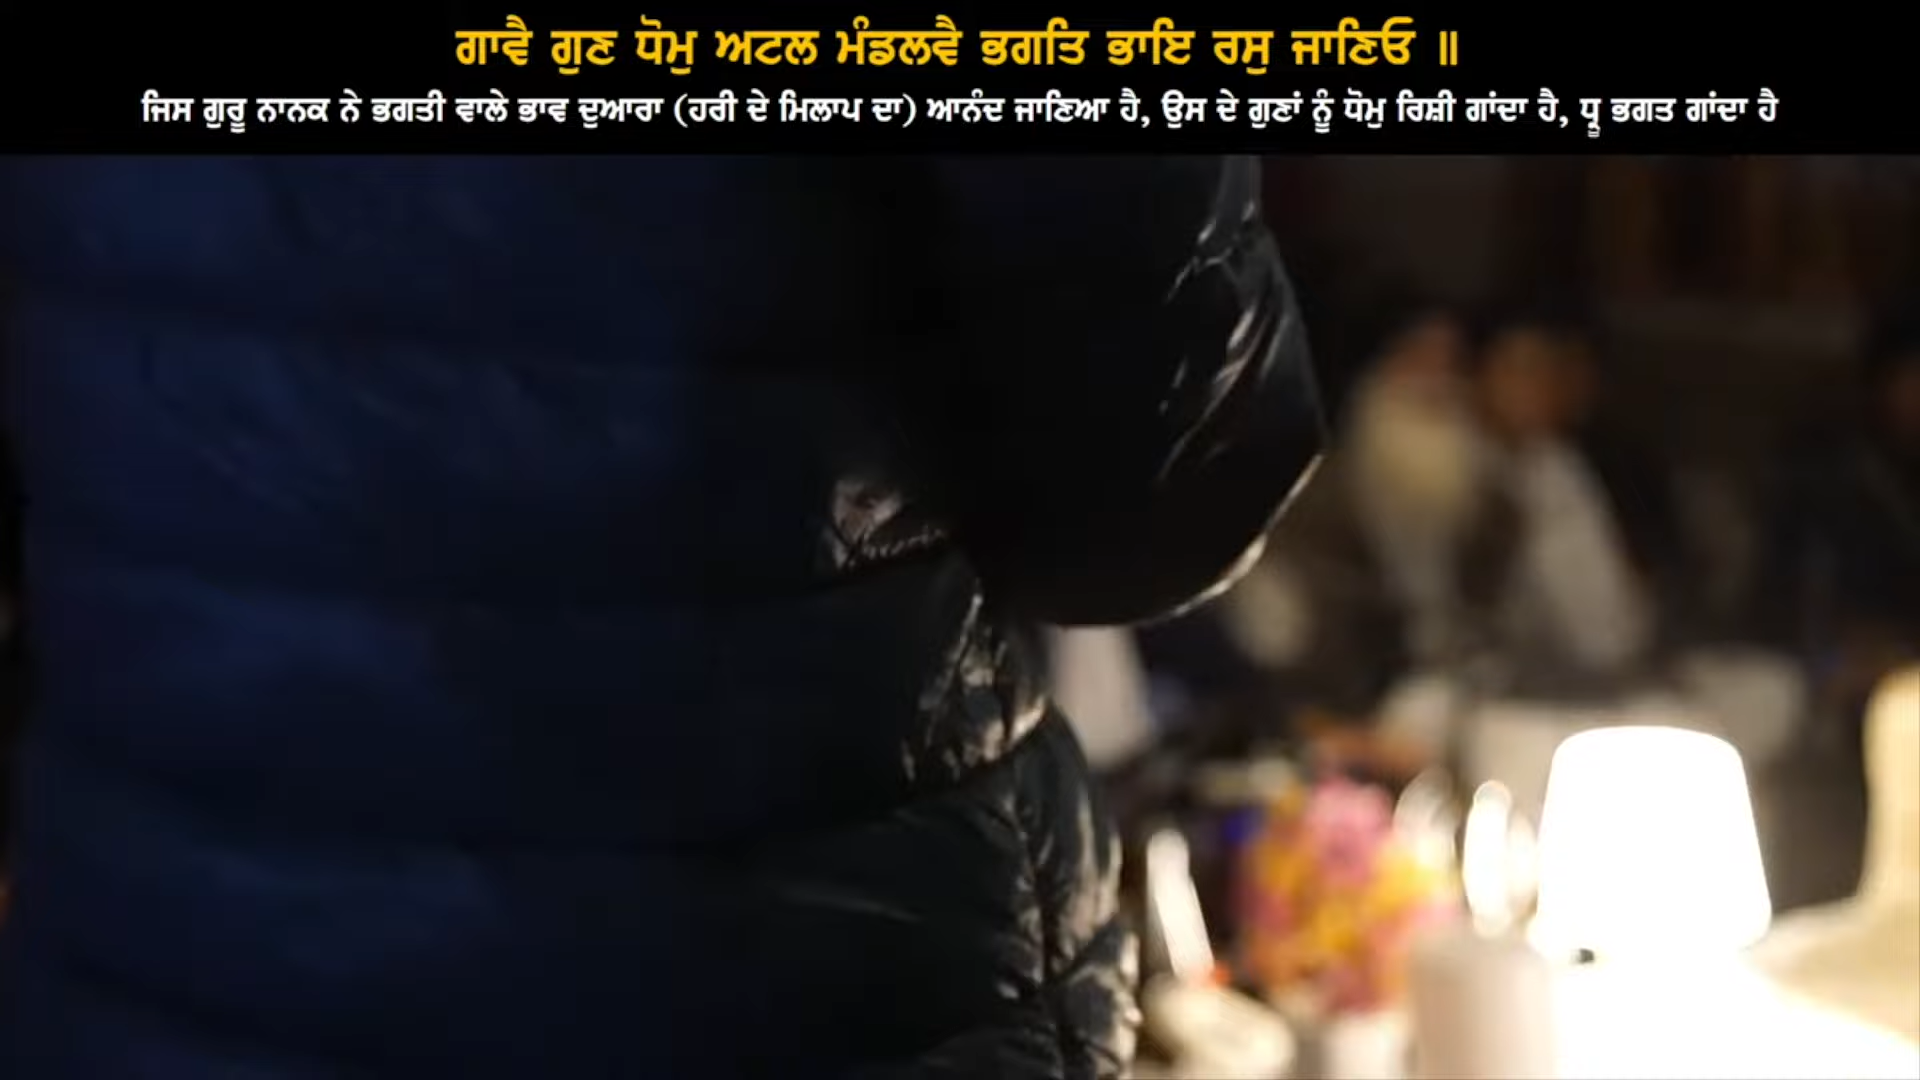 ਗਾਵੈ ਗੁਣ ਧੋਮੁ ਅਟਲ ਮੰਡਲਵੈ ਭਗਤਿ ਭਾਇ ਰਸੁ ਜਾਣਿਓ ॥
ਜਿਸ ਗੁਰੂ ਨਾਨਕ ਨੇ ਭਗਤੀ ਵਾਲੇ ਭਾਵ ਦੁਆਰਾ (ਹਰੀ ਦੇ ਮਿਲਾਪ ਦਾ) ਆਨੰਦ ਜਾਣਿਆ ਹੈ, ਉਸ ਦੇ ਗੁਣਾਂ ਨੂੰ ਧੋਮੁ ਰਿਸ਼ੀ ਗਾਂਦਾ ਹੈ, ਧ੍ਰੂ ਭਗਤ ਗਾਂਦਾ ਹੈ